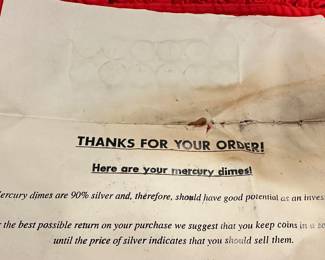 THANKS FOR YOUR ORDER!
Here are your mercury dimes!
ercury dimes are 90% silver and, therefore, should have good potential as an inves
the best possible return on your purchase we suggest that you keep coins in a
until the price of silver indicates that you should sell them.